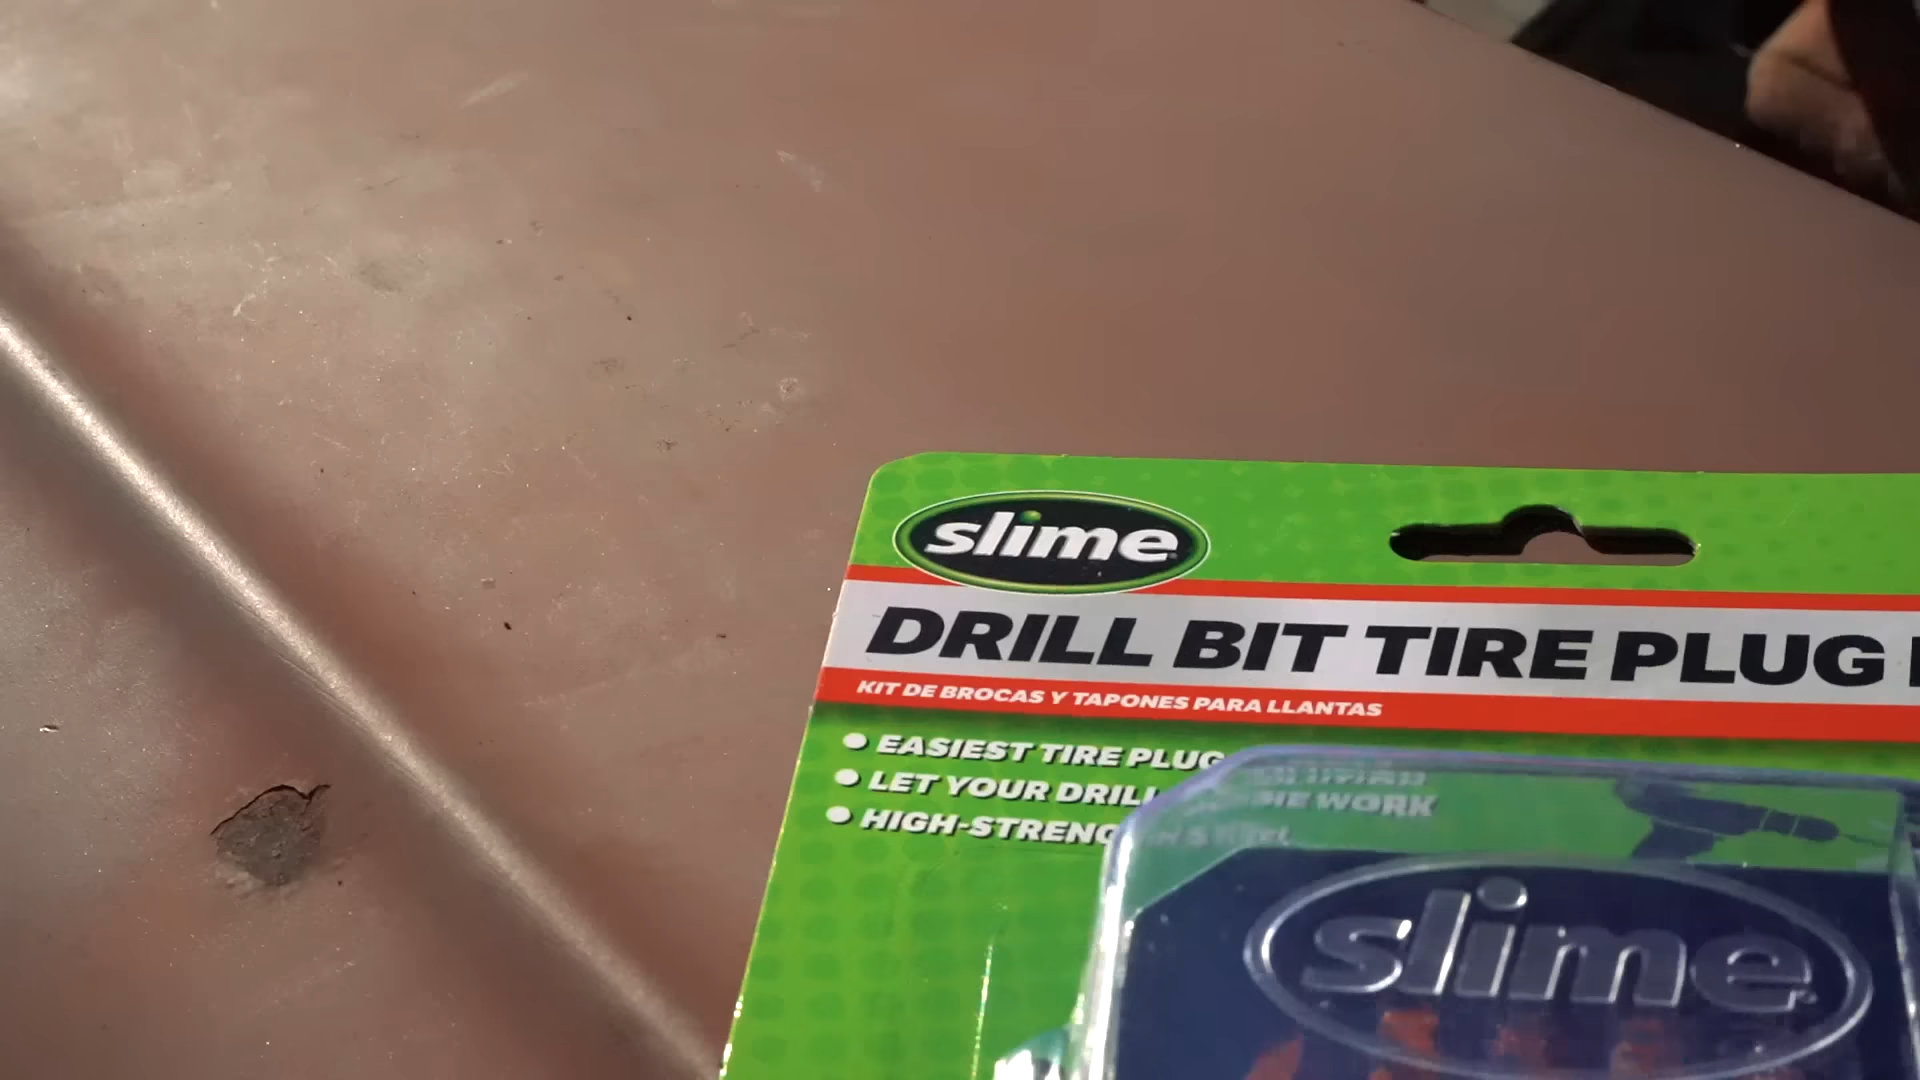 slime
DRILL BIT TIRE PLUG
KIT DE BROCAS Y TAPONES PARA LLANTAS
EASIEST TIRE PLUG
LET YOUR DRILL WORK
HIGH-STRENG
slime